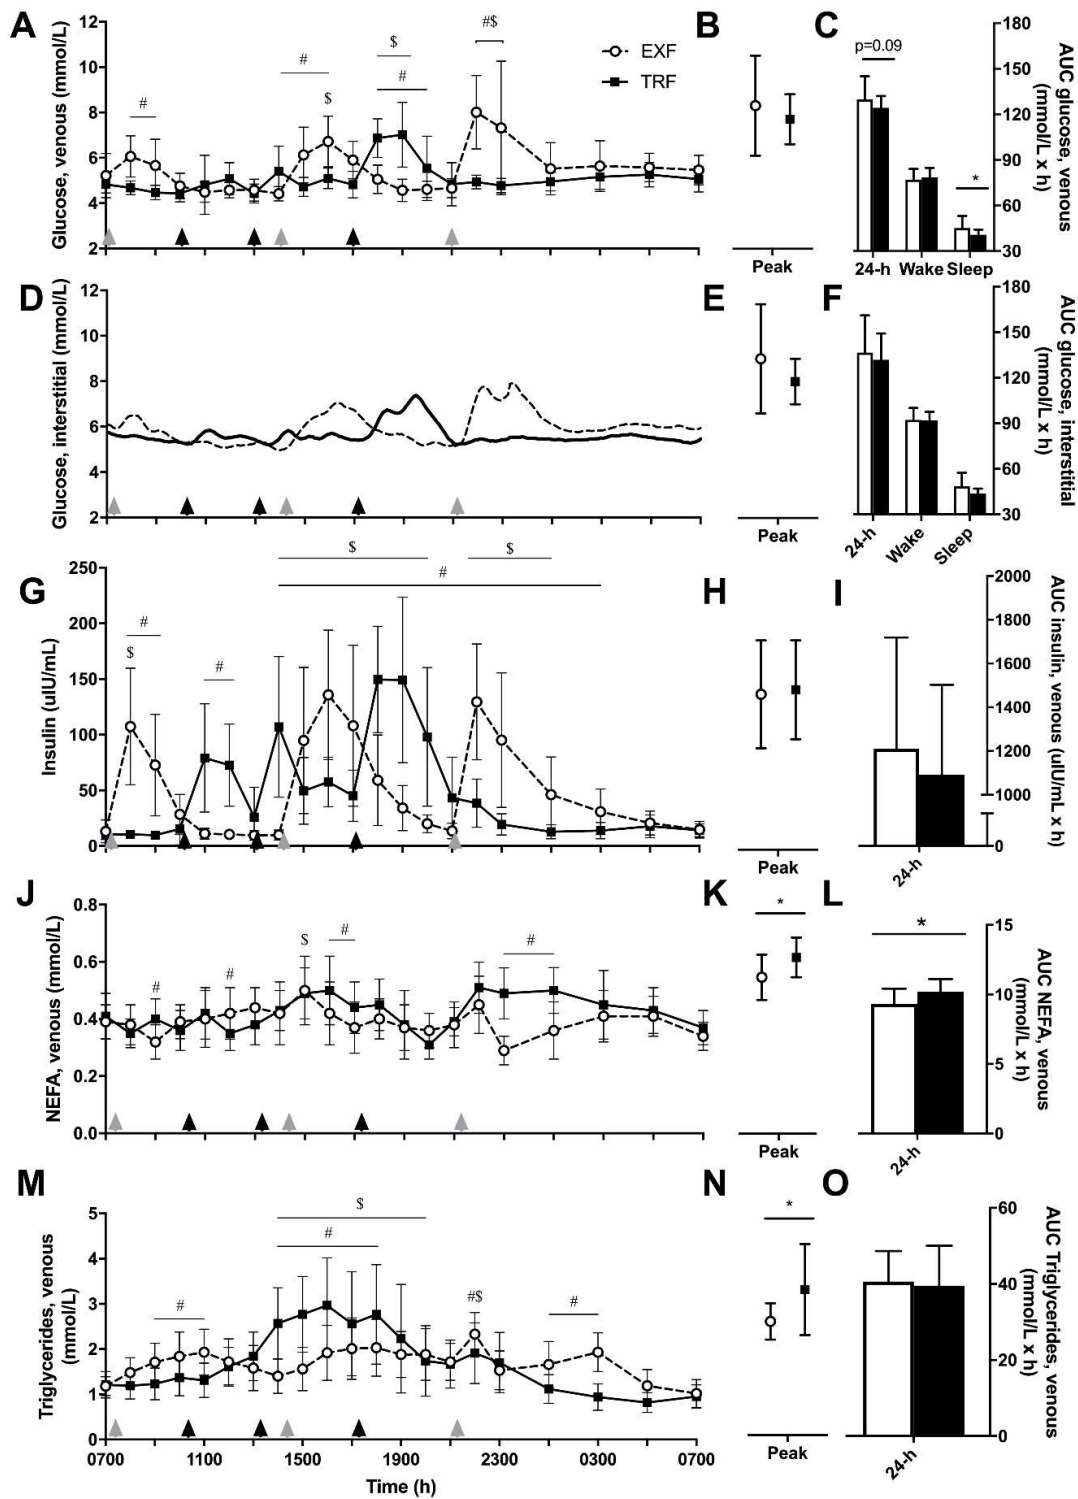 A
Glucose, venous (mmol/L)
12
10
8
6
4
2
#
#
$
$
#
#$
EXF
TRF
B
Peak
C
p=0.09
*
24-h Wake Sleep
180
150
120
90
60
30
AUC glucose, venous
(mmol/L x h)
D
Glucose, interstitial (mmol/L)
12
10
8
6
4
2
E
Peak
F
24-h
Wake
Sleep
180
150
120
90
60
30
AUC glucose, interstitial
(mmol/L x h)
G
Insulin (uIU/mL)
250
200
150
100
50
0
#
$
#
$
$
#
H
Peak
I
24-h
2000
1800
1600
1400
1200
1000
0
AUC insulin, venous (uIU/mL x h)
J
NEFA, venous (mmol/L)
0.8
0.6
0.4
0.2
0.0
#
#
$
#
#
K
*
Peak
L
*
24-h
15
10
5
0
AUC NEFA, venous
(mmol/L x h)
M
Triglycerides, venous
(mmol/L)
5
4
3
2
1
0
#
$
#
#$
#
0700 1100 1500 1900 2300 0300 0700
Time (h)
N
*
Peak
O
24-h
60
40
20
0
AUC Triglycerides, venous
(mmol/L x h)